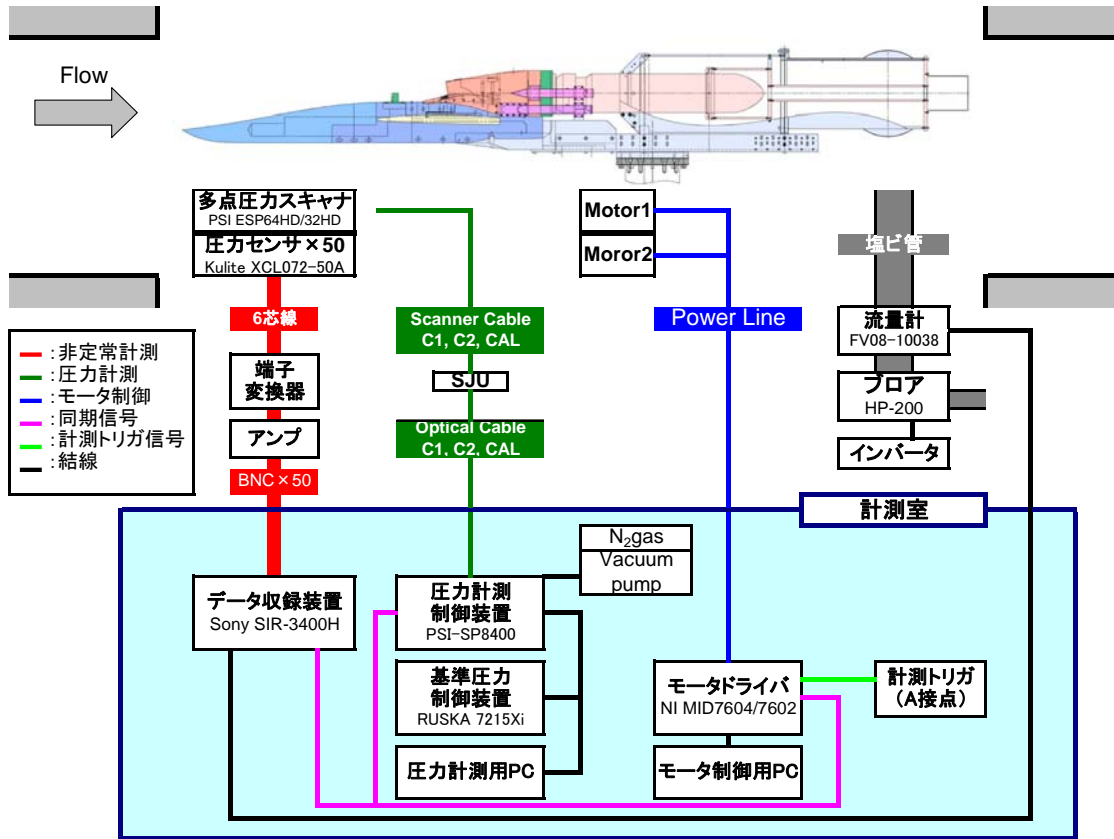 Flow
多点圧力スキャナ
PSI ESP64HD/32HD
圧力センサ×50
Kulite XCL072-50A
Motor1
Moror2
塩ビ管
6芯線
Scanner Cable
C1, C2, CAL
Power Line
流量計
FV08-10038
:非定常計測
:圧力計測
:モータ制御
:同期信号
:計測トリガ信号
:結線
端子
変換器
SJU
ブロア
HP-200
アンプ
Optical Cable
C1, C2, CAL
インバータ
BNC×50
計測室
N₂gas
Vacuum
pump
データ収録装置
Sony SIR-3400H
圧力計測
制御装置
PSI-SP8400
基準圧力
制御装置
RUSKA 7215Xi
モータドライバ
NI MID7604/7602
計測トリガ
(A接点)
圧力計測用PC
モータ制御用PC